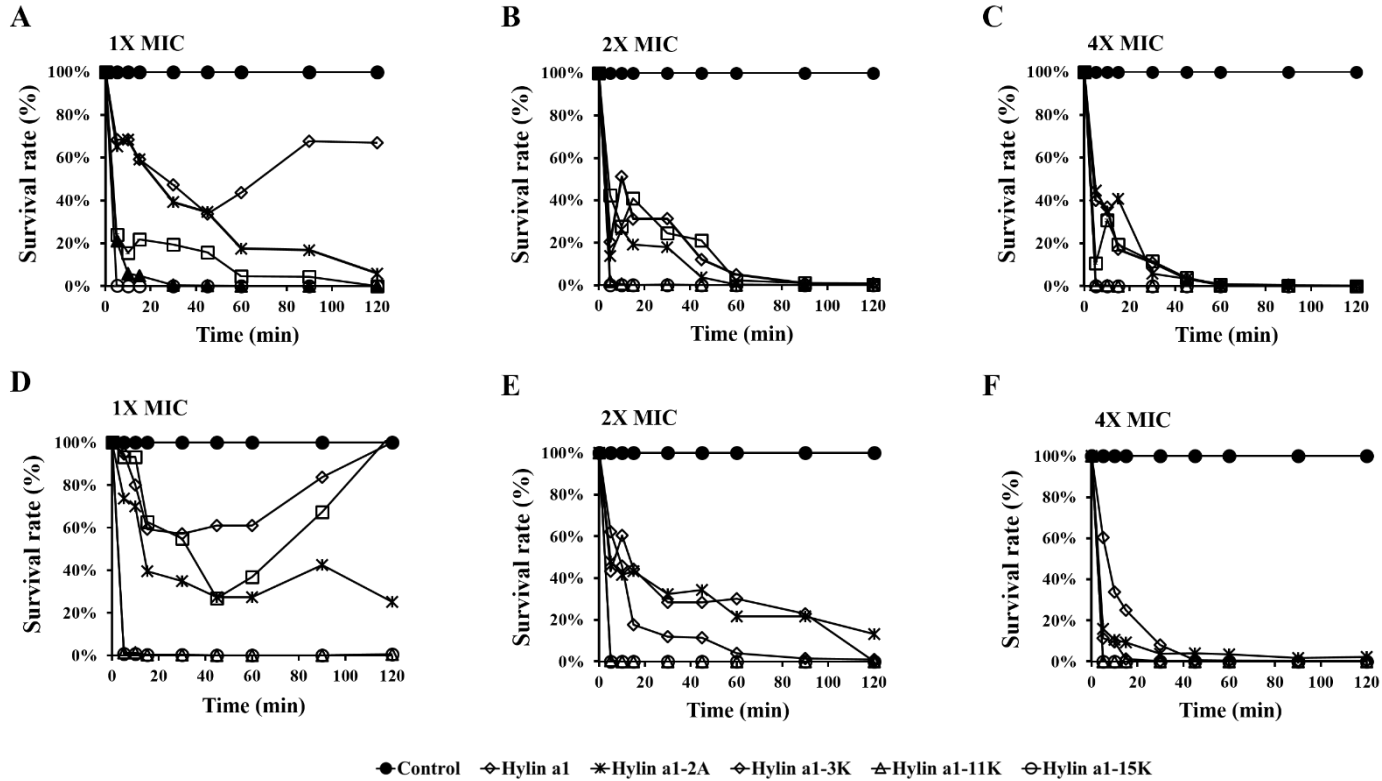 A
1X MIC
100%
80%
60%
40%
20%
0%
Survival rate (%)
0 20 40 60 80 100 120
Time (min)
B
2X MIC
100%
80%
60%
40%
20%
0%
Survival rate (%)
0 20 40 60 80 100 120
Time (min)
C
4X MIC
100%
80%
60%
40%
20%
0%
Survival rate (%)
0 20 40 60 80 100 120
Time (min)
D
1X MIC
100%
80%
60%
40%
20%
0%
Survival rate (%)
0 20 40 60 80 100 120
Time (min)
E
2X MIC
100%
80%
60%
40%
20%
0%
Survival rate (%)
0 20 40 60 80 100 120
Time (min)
F
4X MIC
100%
80%
60%
40%
20%
0%
Survival rate (%)
0 20 40 60 80 100 120
Time (min)
Control Hylin a1 Hylin a1-2A Hylin a1-3K Hylin a1-11K Hylin a1-15K